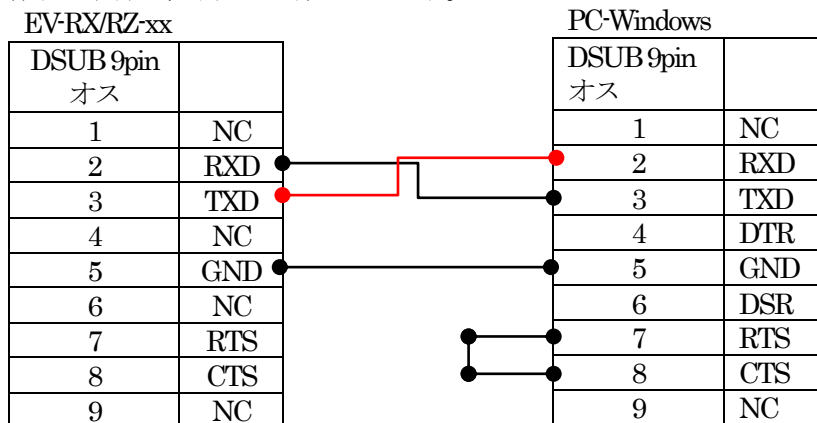 EV-RX/RZ-xx
DSUB 9pin
オス
1 NC
2 RXD
3 TXD
4 NC
5 GND
6 NC
7 RTS
8 CTS
9 NC
PC-Windows
DSUB 9pin
オス
1 NC
2 RXD
3 TXD
4 DTR
5 GND
6 DSR
7 RTS
8 CTS
9 NC